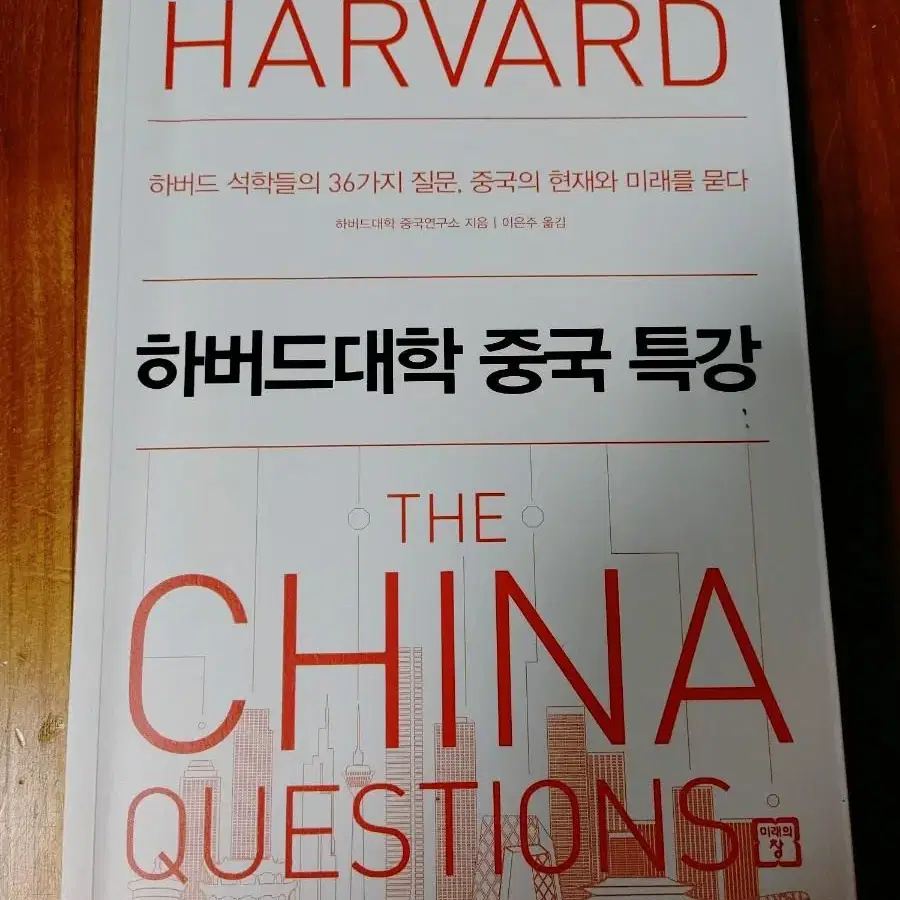 HARVARD
하버드 석학들의 36가지 질문, 중국의 현재와 미래를 묻다
하버드대학 중국연구소 지음 | 이은주 옮김
하버드대학 중국 특강
THE
CHINA
QUESTIONS
미래의
창